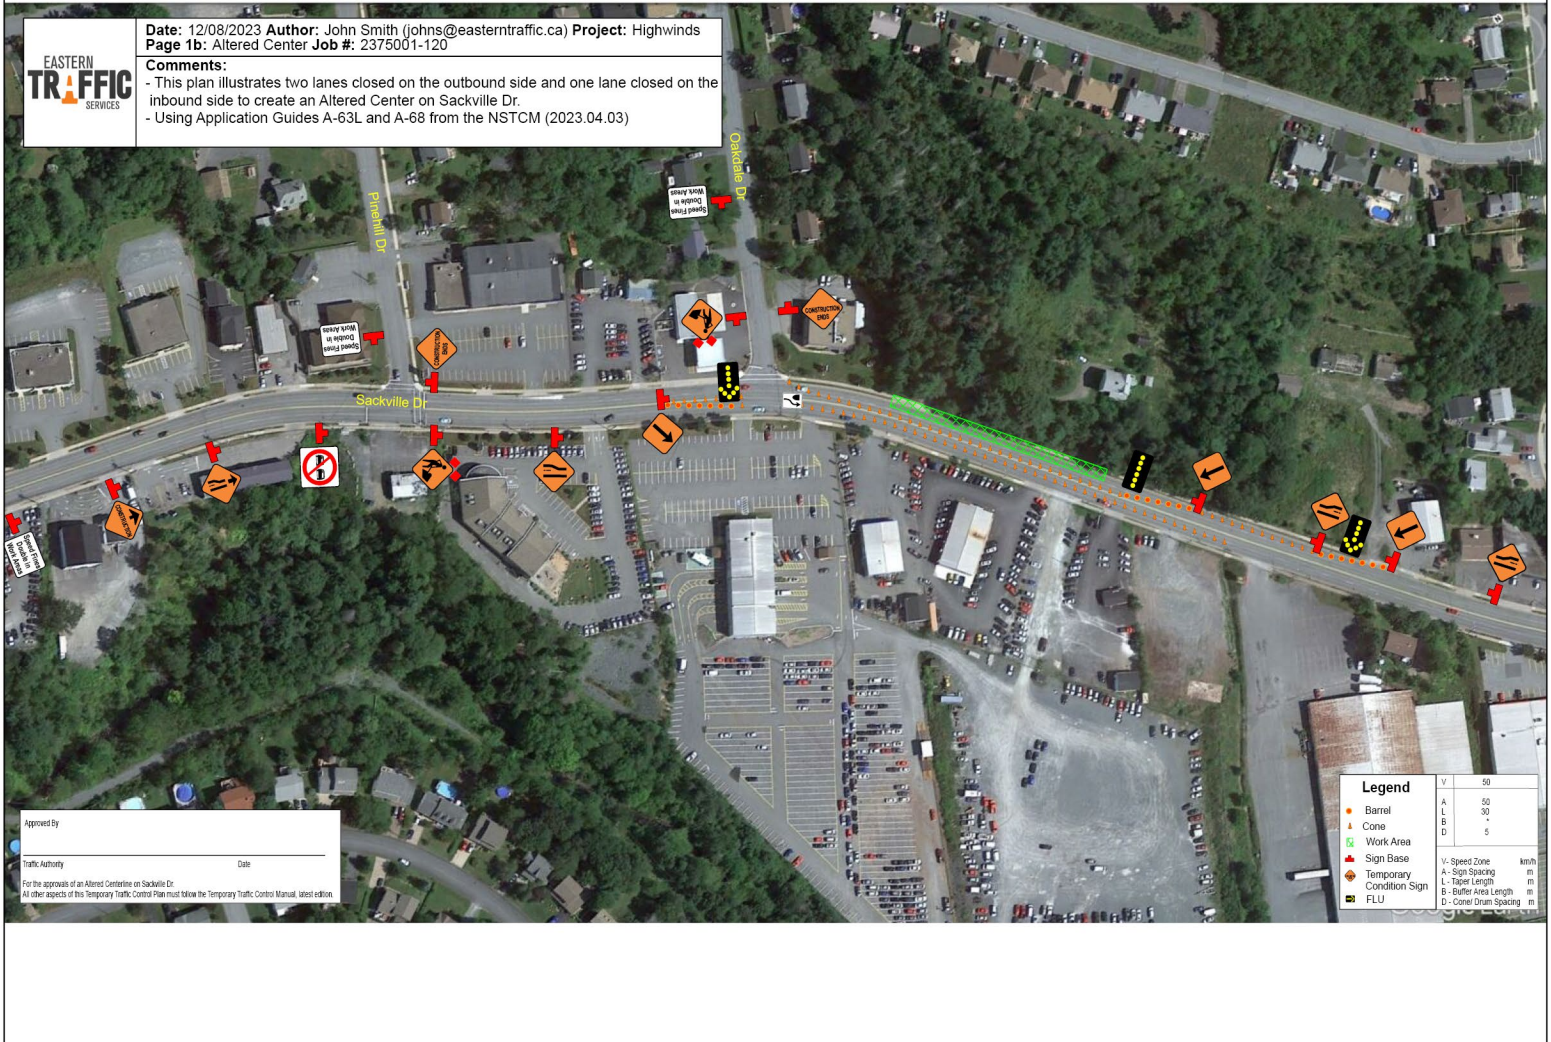 EASTERN
TRAFFIC
SERVICES
Date: 12/08/2023 Author: John Smith (johns@easterntraffic.ca) Project: Highwinds
Page 1b: Altered Center Job #: 2375001-120
Comments:
- This plan illustrates two lanes closed on the outbound side and one lane closed on the
inbound side to create an Altered Center on Sackville Dr.
- Using Application Guides A-63L and A-68 from the NSTCM (2023.04.03)
Oakdale Dr
Pinehill Dr
Speed Fines
Double in
Work Areas
CONSTRUCTION
ENDS
Speed Fines
Double in
Work Areas
CONSTRUCTION
ENDS
Sackville Dr
CONSTRUCTION
Speed Fines
Double in
Work Areas
Approved By
Traffic Authority Date
For the approvals of an Altered Centerline on Sackville Dr.
All other aspects of this Temporary Traffic Control Plan must follow the Temporary Traffic Control Manual, latest edition.
Legend
Barrel
Cone
Work Area
Sign Base
Temporary
Condition Sign
FLU
V 50
A 50
L 30
B *
D 5
V- Speed Zone km/h
A - Sign Spacing m
L - Taper Length m
B - Buffer Area Length m
D - Cone/ Drum Spacing m
Google Earth